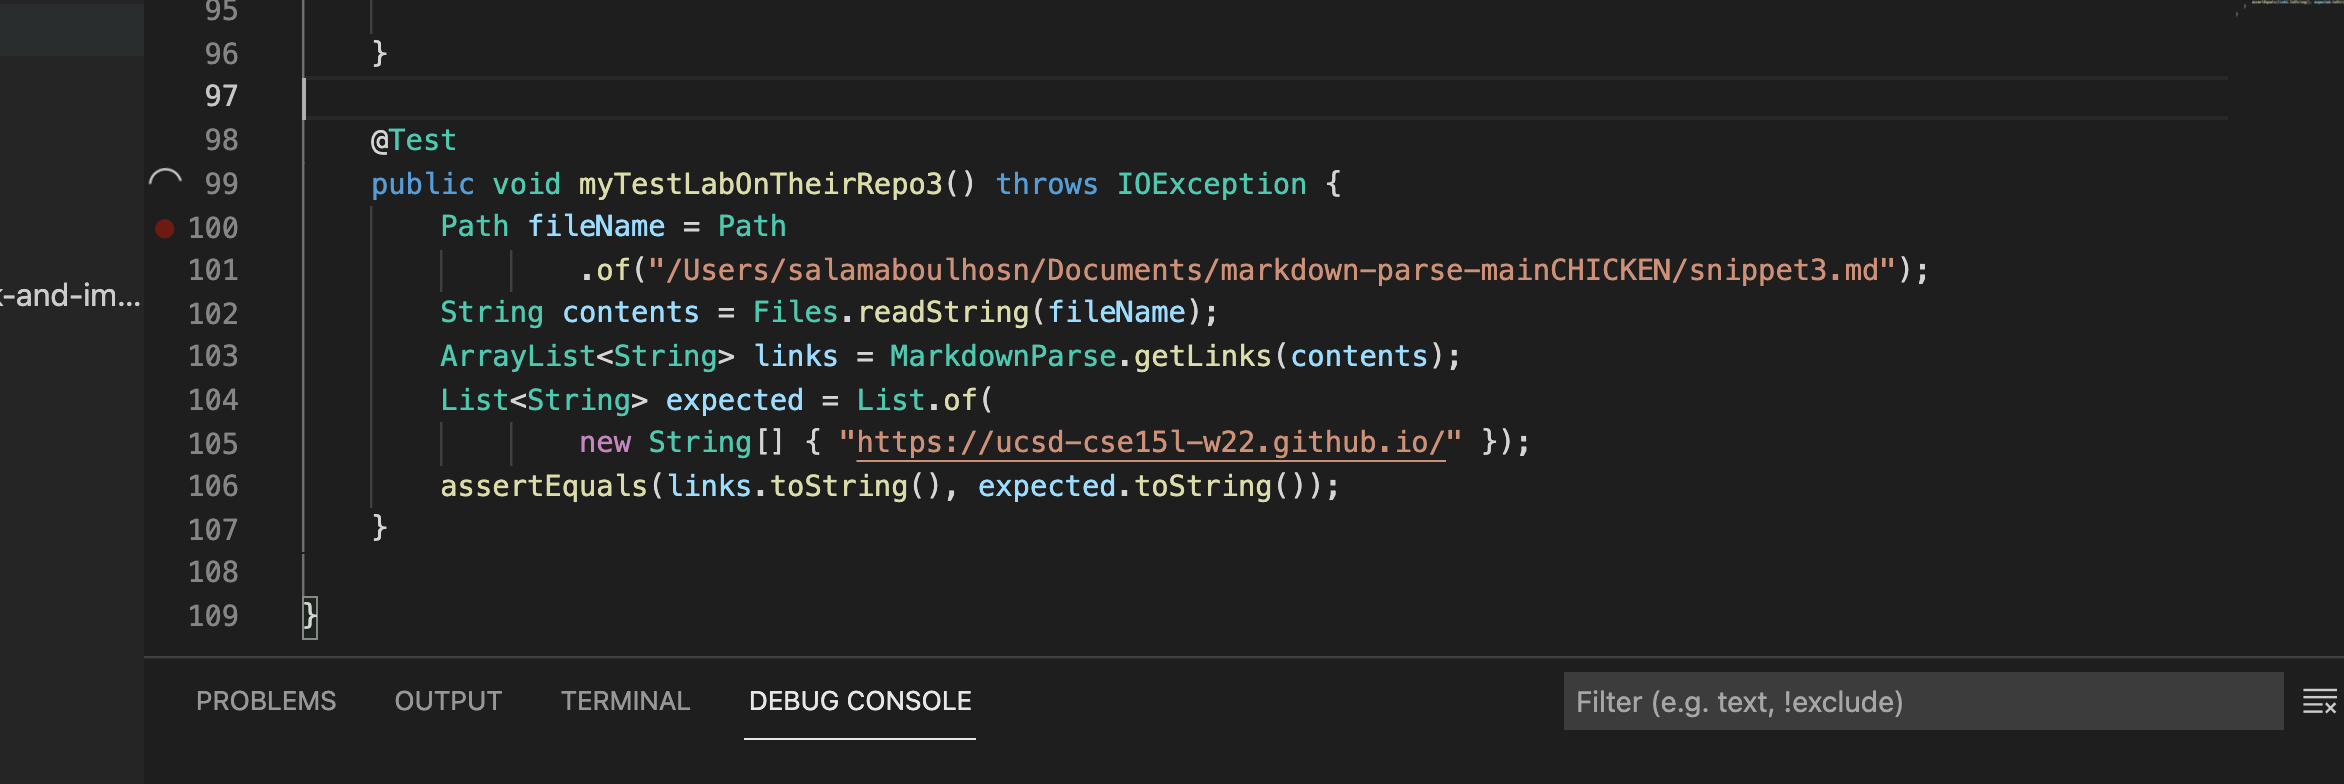 95
96 }
97
98 @Test
99 public void myTestLabOnTheirRepo3() throws IOException {
100 Path fileName = Path
101 .of("/Users/salamaboulhosn/Documents/markdown-parse-mainCHICKEN/snippet3.md");
-and-im...
102 String contents = Files.readString(fileName);
103 ArrayList<String> links = MarkdownParse.getLinks(contents);
104 List<String> expected = List.of(
105 new String[] { "https://ucsd-cse15l-w22.github.io/" });
106 assertEquals(links.toString(), expected.toString());
107 }
108
109 }
PROBLEMS OUTPUT TERMINAL DEBUG CONSOLE Filter (e.g. text, !exclude)